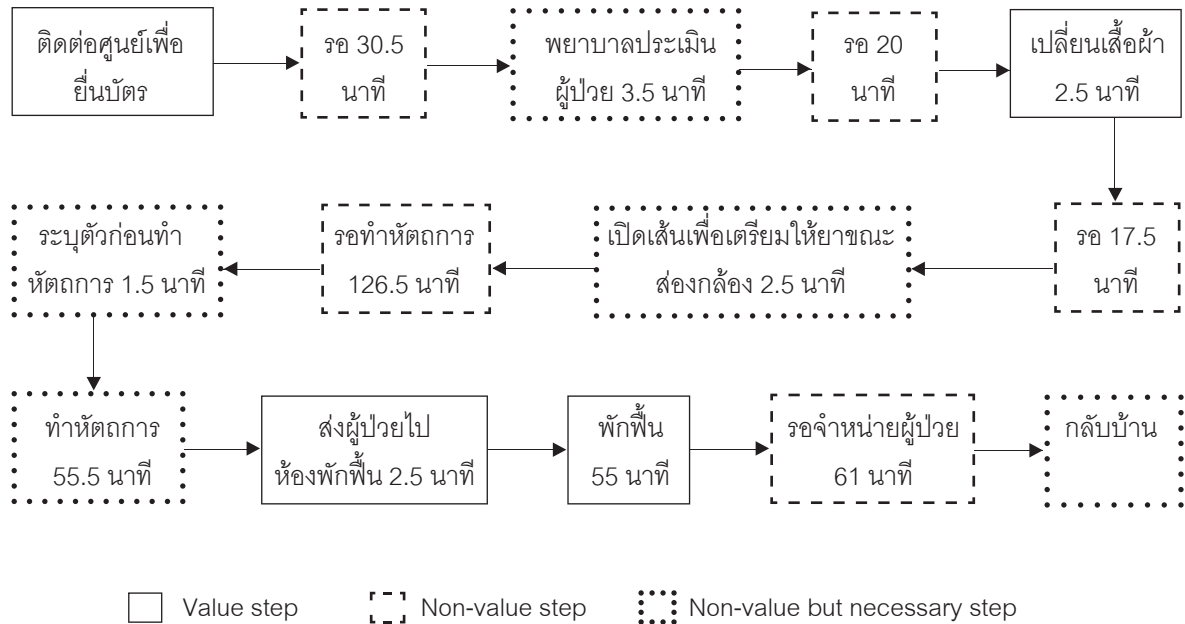 ติดต่อศูนย์เพื่อ
ยื่นบัตร
รอ 30.5
นาที
พยาบาลประเมิน
ผู้ป่วย 3.5 นาที
รอ 20
นาที
เปลี่ยนเสื้อผ้า
2.5 นาที
รอ 17.5
นาที
เปิดเส้นเพื่อเตรียมให้ยาขณะ
ส่องกล้อง 2.5 นาที
รอทำหัตถการ
126.5 นาที
ระบุตัวก่อนทำ
หัตถการ 1.5 นาที
ทำหัตถการ
55.5 นาที
ส่งผู้ป่วยไป
ห้องพักฟื้น 2.5 นาที
พักฟื้น
55 นาที
รอจำหน่ายผู้ป่วย
61 นาที
กลับบ้าน
Value step
Non-value step
Non-value but necessary step